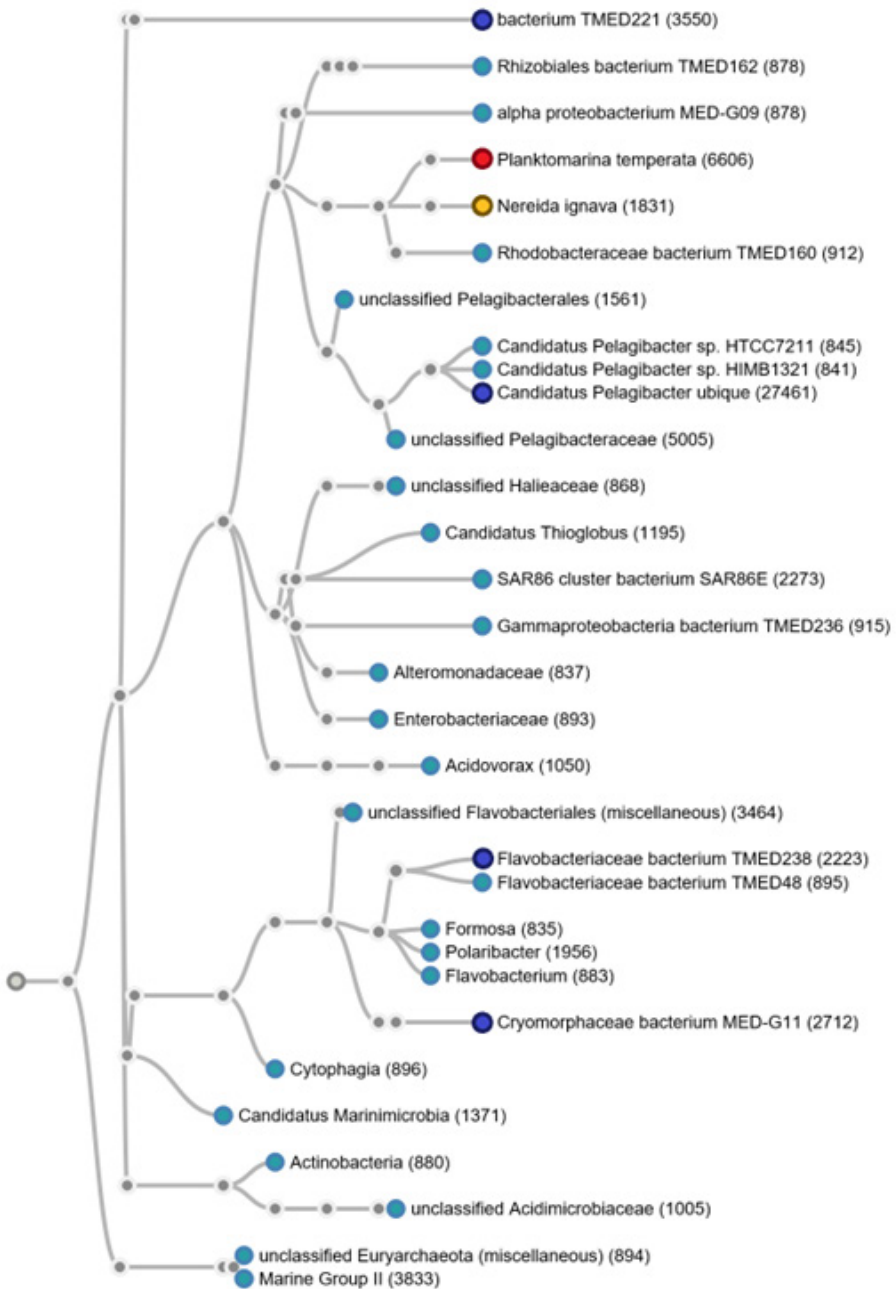 bacterium TMED221 (3550)
Rhizobiales bacterium TMED162 (878)
alpha proteobacterium MED-G09 (878)
Planktomarina temperata (6606)
Nereida ignava (1831)
Rhodobacteraceae bacterium TMED160 (912)
unclassified Pelagibacterales (1561)
Candidatus Pelagibacter sp. HTCC7211 (845)
Candidatus Pelagibacter sp. HIMB1321 (841)
Candidatus Pelagibacter ubique (27461)
unclassified Pelagibacteraceae (5005)
unclassified Halieaceae (868)
Candidatus Thioglobus (1195)
SAR86 cluster bacterium SAR86E (2273)
Gammaproteobacteria bacterium TMED236 (915)
Alteromonadaceae (837)
Enterobacteriaceae (893)
Acidovorax (1050)
unclassified Flavobacteriales (miscellaneous) (3464)
Flavobacteriaceae bacterium TMED238 (2223)
Flavobacteriaceae bacterium TMED48 (895)
Formosa (835)
Polaribacter (1956)
Flavobacterium (883)
Cryomorphaceae bacterium MED-G11 (2712)
Cytophagia (896)
Candidatus Marinimicrobia (1371)
Actinobacteria (880)
unclassified Acidimicrobiaceae (1005)
unclassified Euryarchaeota (miscellaneous) (894)
Marine Group II (3833)